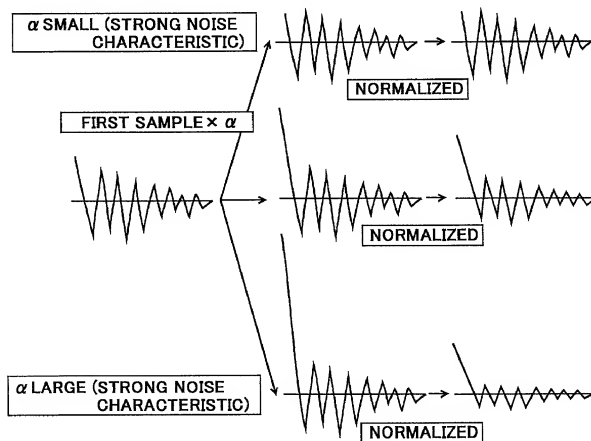 α SMALL (STRONG NOISE
CHARACTERISTIC)
NORMALIZED
FIRST SAMPLE × α
NORMALIZED
α LARGE (STRONG NOISE
CHARACTERISTIC)
NORMALIZED